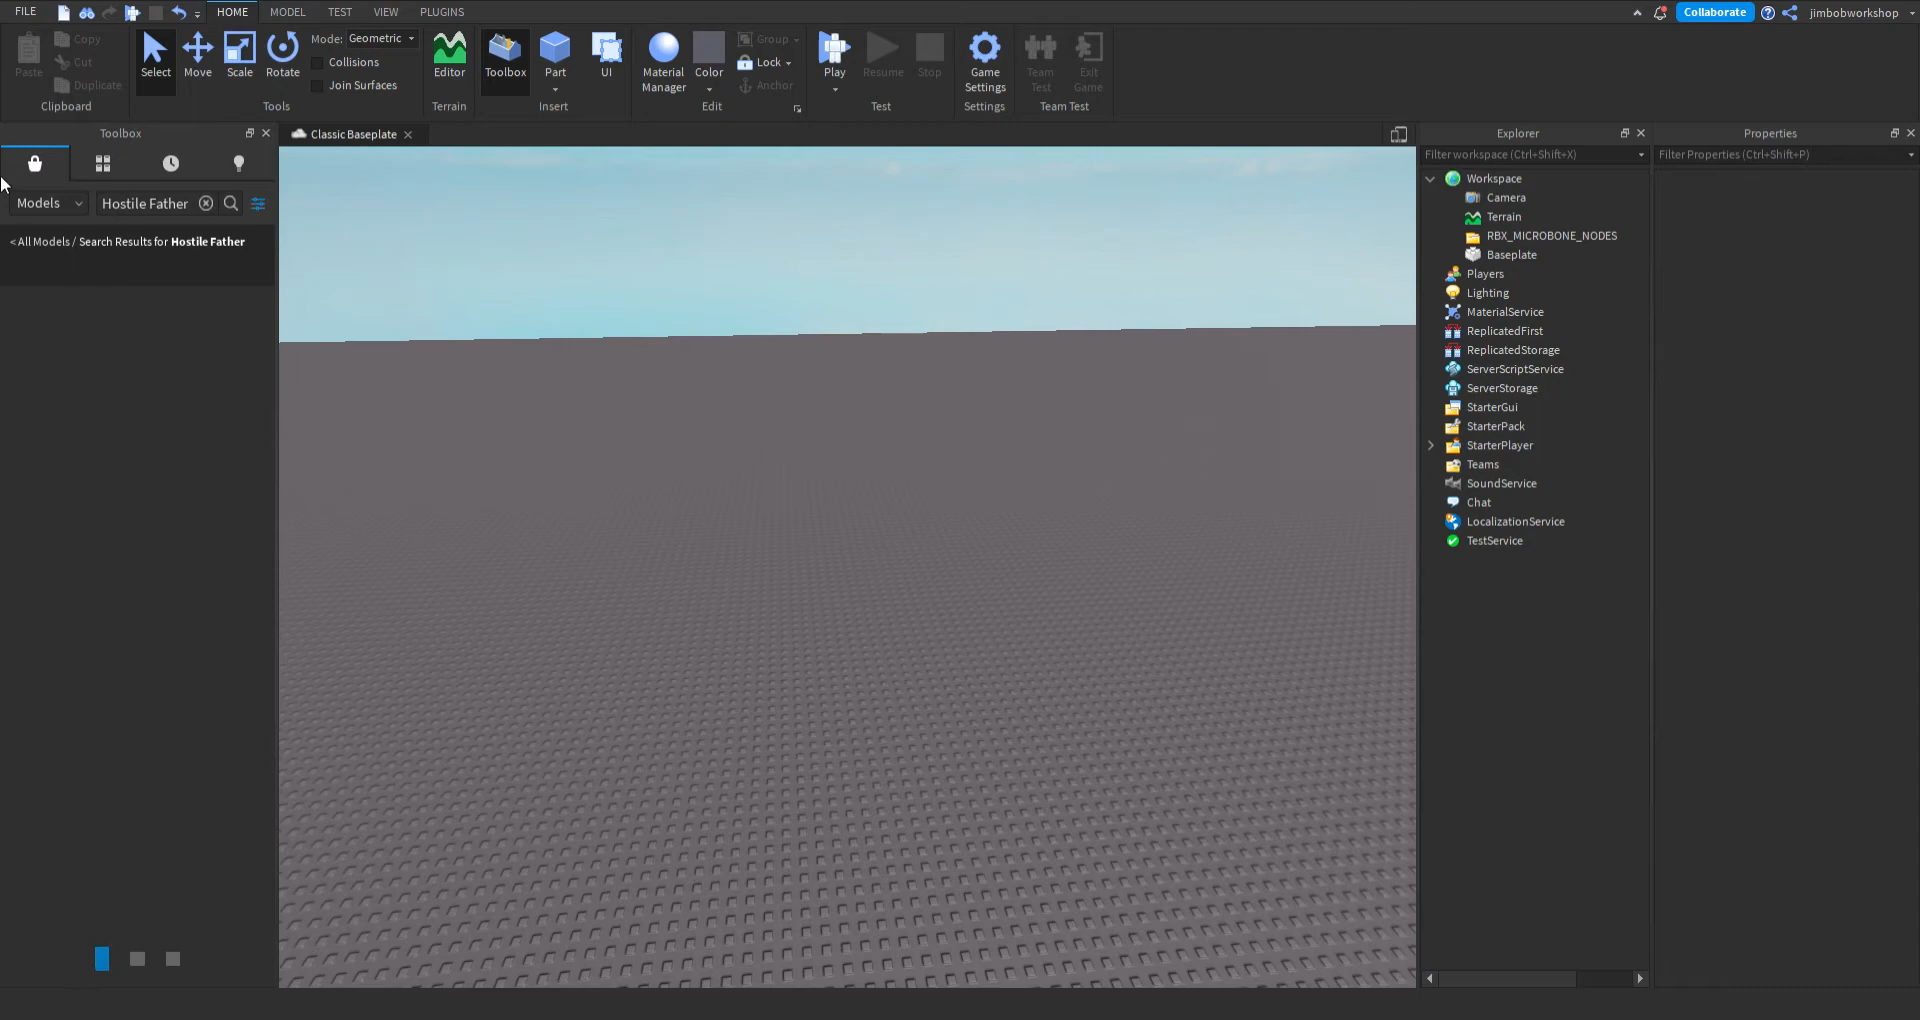 FILE HOME MODEL TEST VIEW PLUGINS Collaborate jimbobworkshop
Paste Copy Cut Duplicate Clipboard
Select Move Scale Rotate Mode: Geometric Collisions Join Surfaces Tools
Editor Terrain
Toolbox Part UI Insert
Material Manager Color Group Lock Anchor Edit
Play Resume Stop Test
Game Settings Settings
Team Test Exit Game Team Test
Toolbox
Models Hostile Father
< All Models / Search Results for Hostile Father
Classic Baseplate
Explorer
Filter workspace (Ctrl+Shift+X)
Workspace
Camera
Terrain
RBX_MICROBONE_NODES
Baseplate
Players
Lighting
MaterialService
ReplicatedFirst
ReplicatedStorage
ServerScriptService
ServerStorage
StarterGui
StarterPack
StarterPlayer
Teams
SoundService
Chat
LocalizationService
TestService
Properties
Filter Properties (Ctrl+Shift+P)